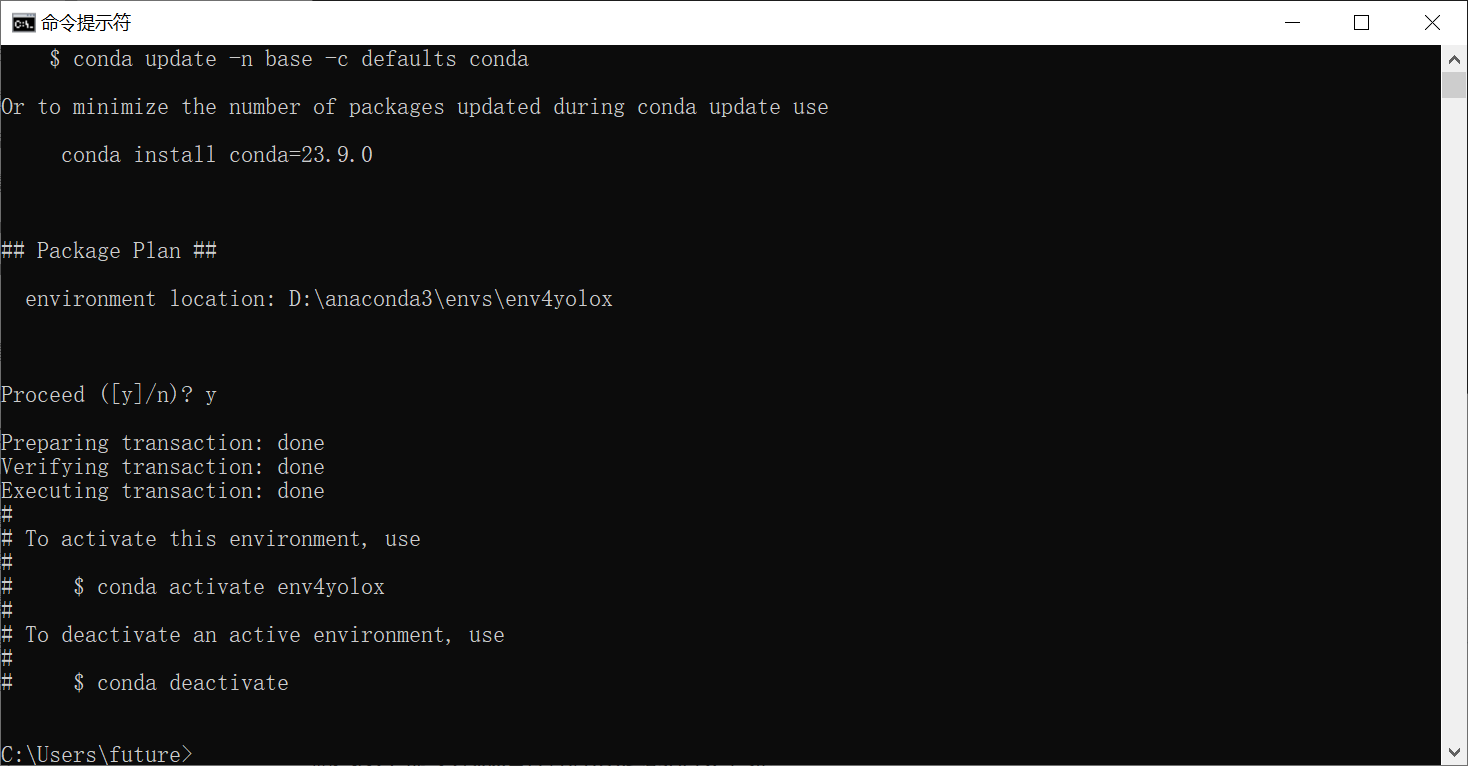 命令提示符
$ conda update -n base -c defaults conda
Or to minimize the number of packages updated during conda update use
conda install conda=23.9.0
## Package Plan ##
environment location: D:\anaconda3\envs\env4yolox
Proceed ([y]/n)? y
Preparing transaction: done
Verifying transaction: done
Executing transaction: done
#
# To activate this environment, use
#
#     $ conda activate env4yolox
#
# To deactivate an active environment, use
#
#     $ conda deactivate
C:\Users\future>